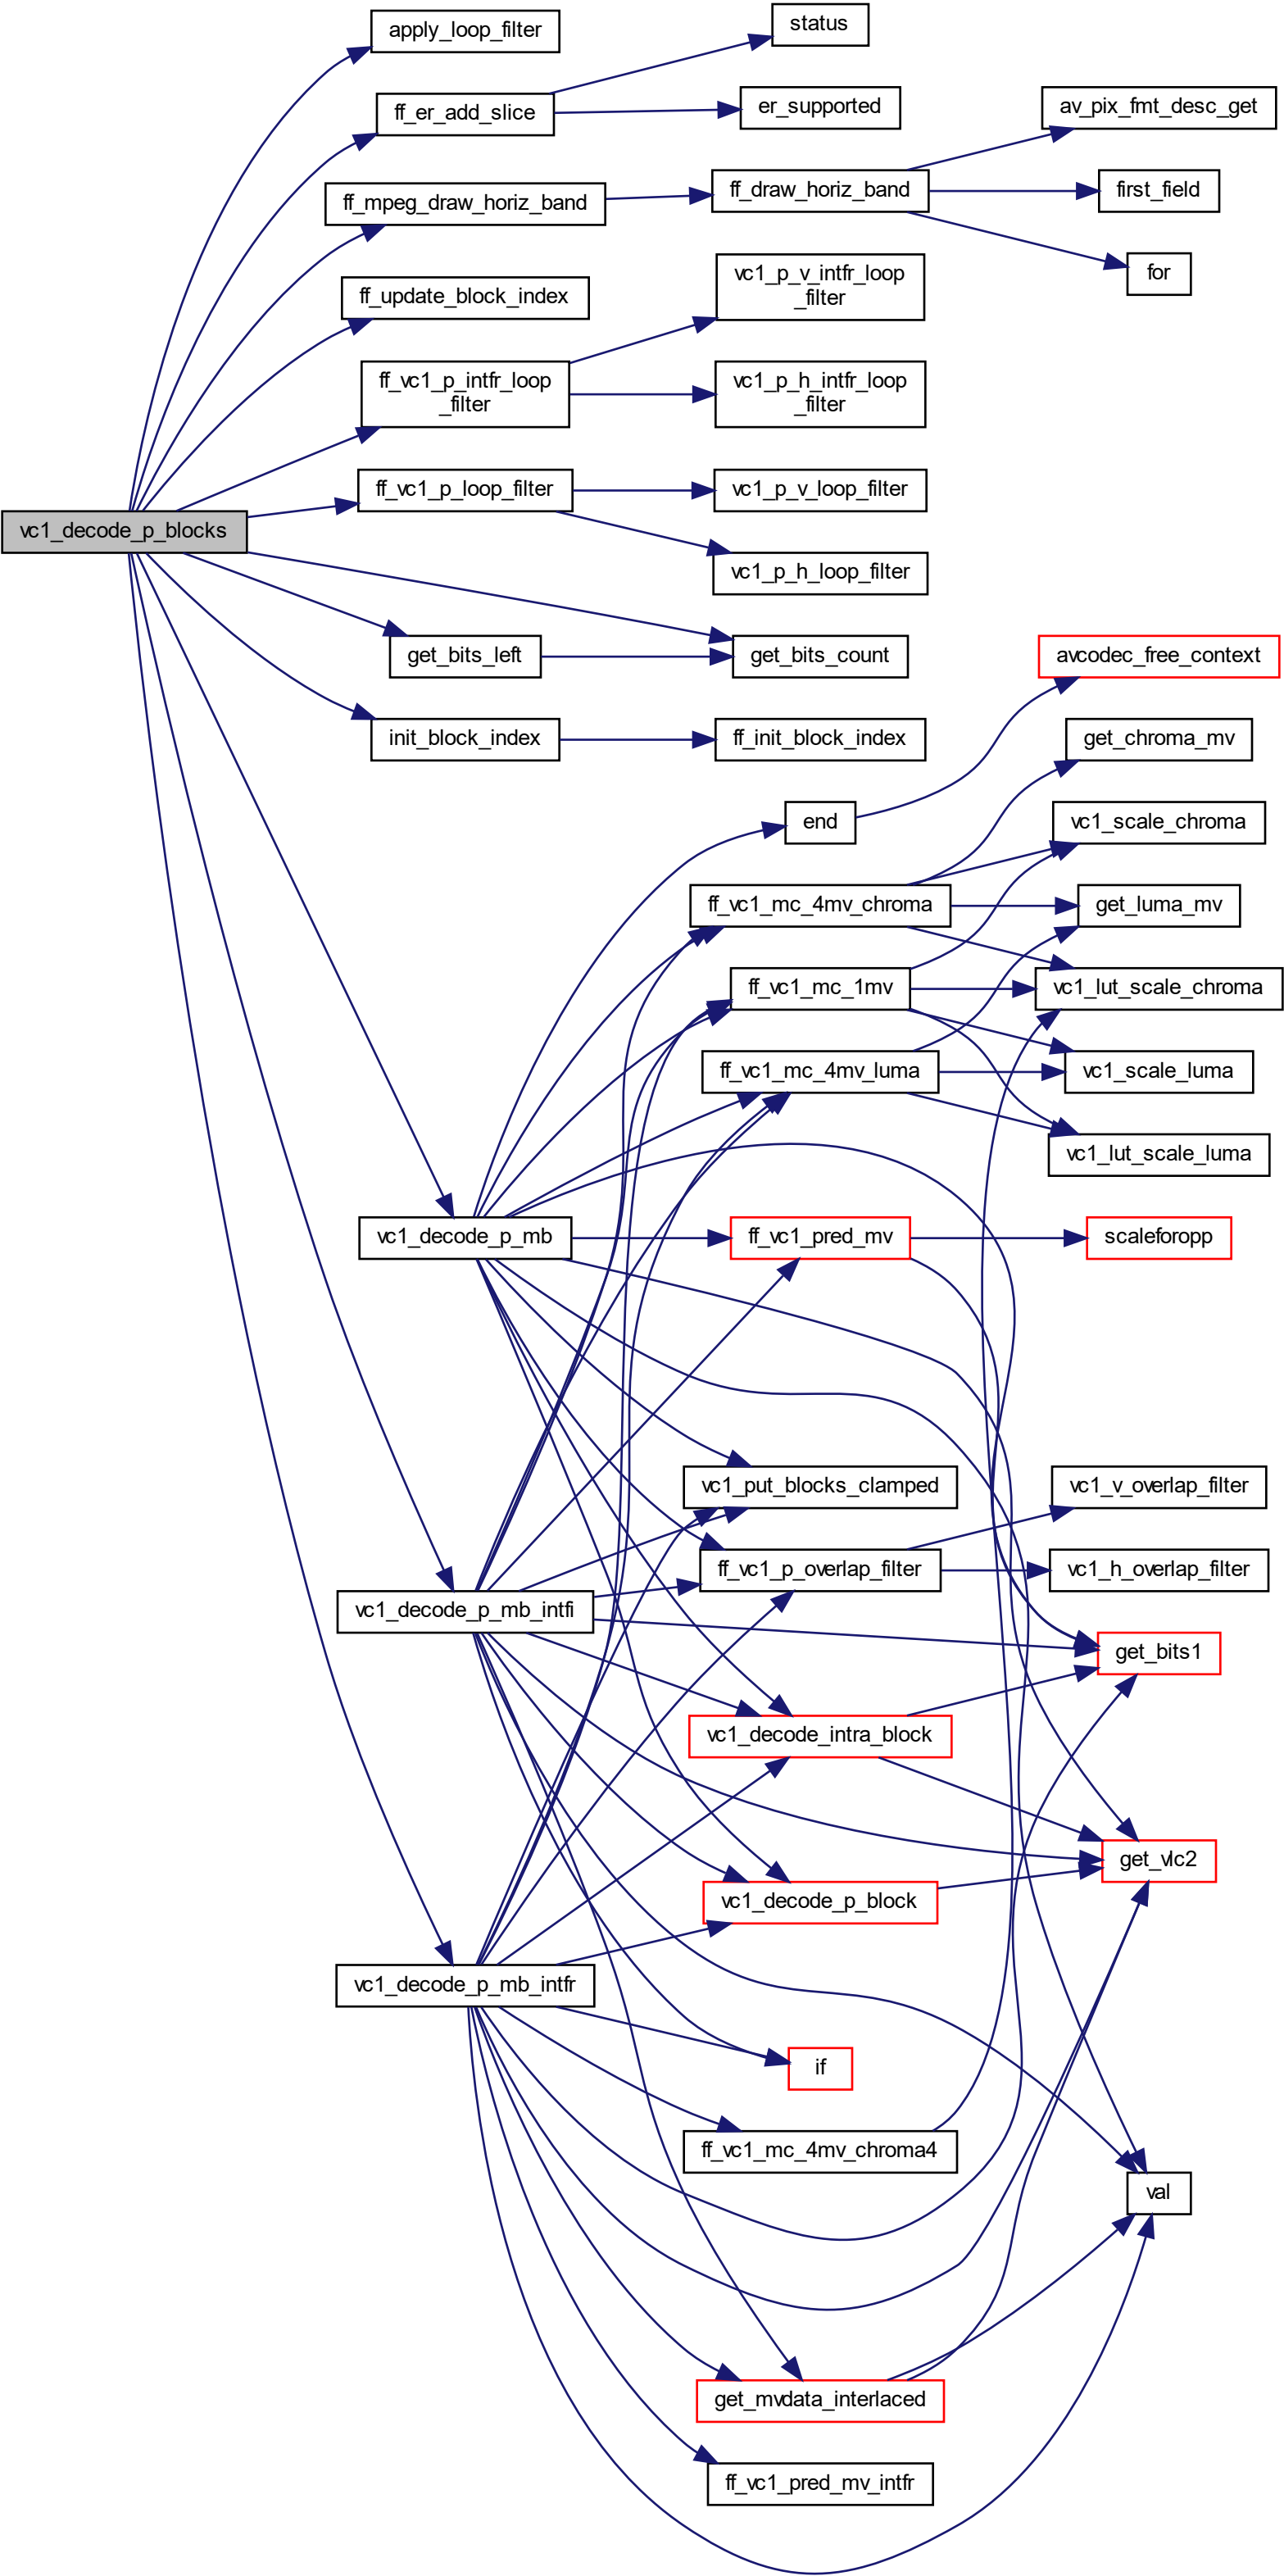 status
apply_loop_filter
av_pix_fmt_desc_get
er_supported
ff_er_add_slice
first_field
ff_draw_horiz_band
ff_mpeg_draw_horiz_band
for
vc1_p_v_intfr_loop
_filter
ff_update_block_index
vc1_p_h_intfr_loop
_filter
ff_vc1_p_intfr_loop
_filter
ff_vc1_p_loop_filter
vc1_p_v_loop_filter
vc1_decode_p_blocks
vc1_p_h_loop_filter
get_bits_left
get_bits_count
avcodec_free_context
init_block_index
ff_init_block_index
get_chroma_mv
end
vc1_scale_chroma
ff_vc1_mc_4mv_chroma
get_luma_mv
ff_vc1_mc_1mv
vc1_lut_scale_chroma
ff_vc1_mc_4mv_luma
vc1_scale_luma
vc1_lut_scale_luma
vc1_decode_p_mb
ff_vc1_pred_mv
scaleforopp
vc1_put_blocks_clamped
vc1_v_overlap_filter
ff_vc1_p_overlap_filter
vc1_h_overlap_filter
vc1_decode_p_mb_intfi
get_bits1
vc1_decode_intra_block
get_vlc2
vc1_decode_p_block
vc1_decode_p_mb_intfr
if
ff_vc1_mc_4mv_chroma4
val
get_mvdata_interlaced
ff_vc1_pred_mv_intfr